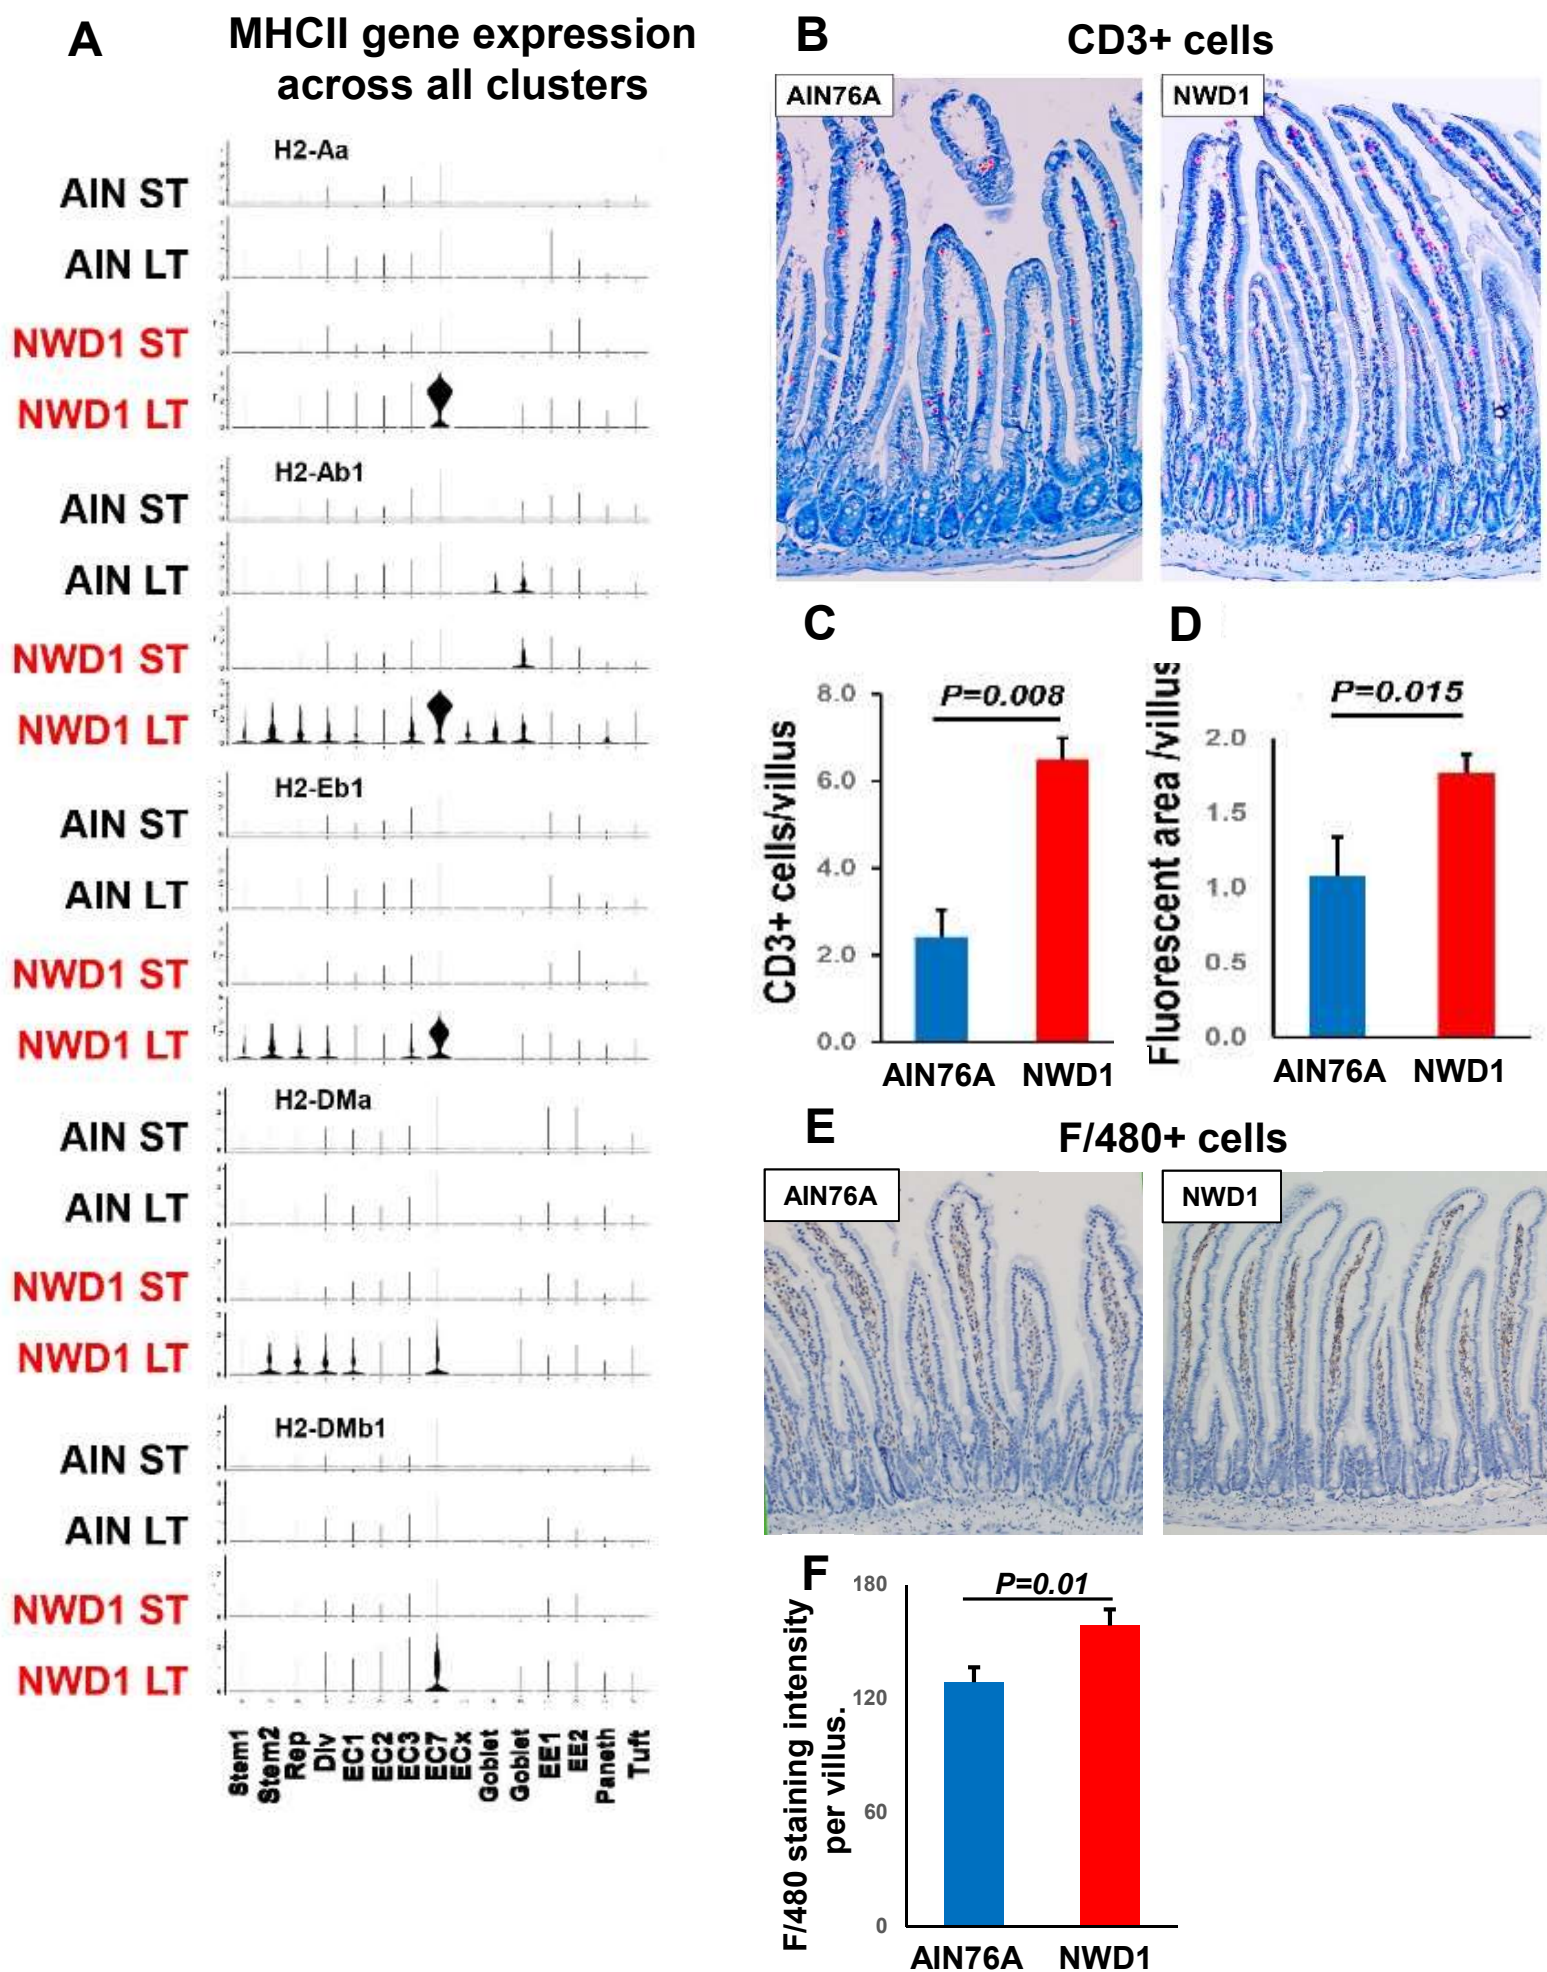 A
MHCII gene expression
across all clusters
H2-Aa
AIN ST
AIN LT
NWD1 ST
NWD1 LT
H2-Ab1
AIN ST
AIN LT
NWD1 ST
NWD1 LT
H2-Eb1
AIN ST
AIN LT
NWD1 ST
NWD1 LT
H2-DMa
AIN ST
AIN LT
NWD1 ST
NWD1 LT
H2-DMb1
AIN ST
AIN LT
NWD1 ST
NWD1 LT
Stem1
Stem2
Rep
Div
EC1
EC2
EC3
EC7
ECx
Goblet
Goblet
EE1
EE2
Paneth
Tuft
B
CD3+ cells
AIN76A
NWD1
C
P=0.008
CD3+ cells/villus
8.0
6.0
4.0
2.0
0.0
AIN76A NWD1
D
P=0.015
Fluorescent area /villus
2.0
1.5
1.0
0.5
0.0
AIN76A NWD1
E
F/480+ cells
AIN76A
NWD1
F
P=0.01
F/480 staining intensity
per villus.
180
120
60
0
AIN76A NWD1